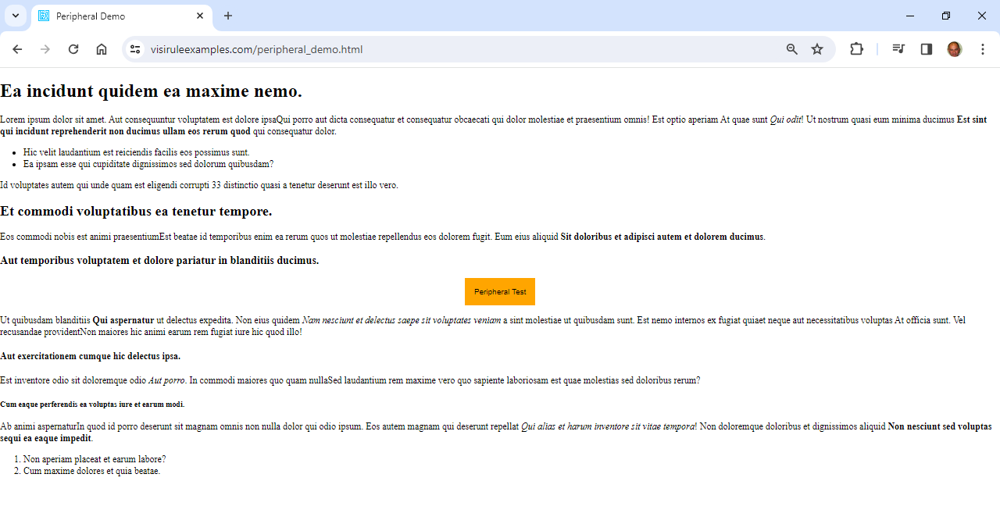 Peripheral Demo
visiruleexamples.com/peripheral_demo.html
Ea incidunt quidem ea maxime nemo.
Lorem ipsum dolor sit amet. Aut consequuntur voluptatem est dolore ipsaQui porro aut dicta consequatur et consequatur obcaecati qui dolor molestiae et praesentium omnis! Est optio aperiam At quae sunt Qui odit! Ut nostrum quasi eum minima ducimus Est sint
qui incidunt reprehenderit non ducimus ullam eos rerum quod qui consequatur dolor.
• Hic velit laudantium est reiciendis facilis eos possimus sunt.
• Ea ipsam esse qui cupiditate dignissimos sed dolorum quibusdam?
Id voluptates autem qui unde quam est eligendi corrupti 33 distinctio quasi a tenetur deserunt est illo vero.
Et commodi voluptatibus ea tenetur tempore.
Eos commodi nobis est animi praesentiumEst beatae id temporibus enim ea rerum quos ut molestiae repellendus eos dolorem fugit. Eum eius aliquid Sit doloribus et adipisci autem et dolorem ducimus.
Aut temporibus voluptatem et dolore pariatur in blanditiis ducimus.
Peripheral Test
Ut quibusdam blanditiis Qui aspernatur ut delectus expedita. Non eius quidem Nam nesciunt et delectus saepe sit voluptates veniam a sint molestiae ut quibusdam sunt. Est nemo internos ex fugiat quiaet neque aut necessitatibus voluptas At officia sunt. Vel
recusandae providentNon maiores hic animi earum rem fugiat iure hic quod illo!
Aut exercitationem cumque hic delectus ipsa.
Est inventore odio sit doloremque odio Aut porro. In commodi maiores quo quam nullaSed laudantium rem maxime vero quo sapiente laboriosam est quae molestias sed doloribus rerum?
Cum eaque perferendis ea voluptas iure et earum modi.
Ab animi aspernaturIn quod id porro deserunt sit magnam omnis non nulla dolor qui odio ipsum. Eos autem magnam qui deserunt repellat Qui alias et harum inventore sit vitae tempora! Non doloremque doloribus et dignissimos aliquid Non nesciunt sed voluptas
sequi ea eaque impedit.
1. Non aperiam placeat et earum labore?
2. Cum maxime dolores et quia beatae.